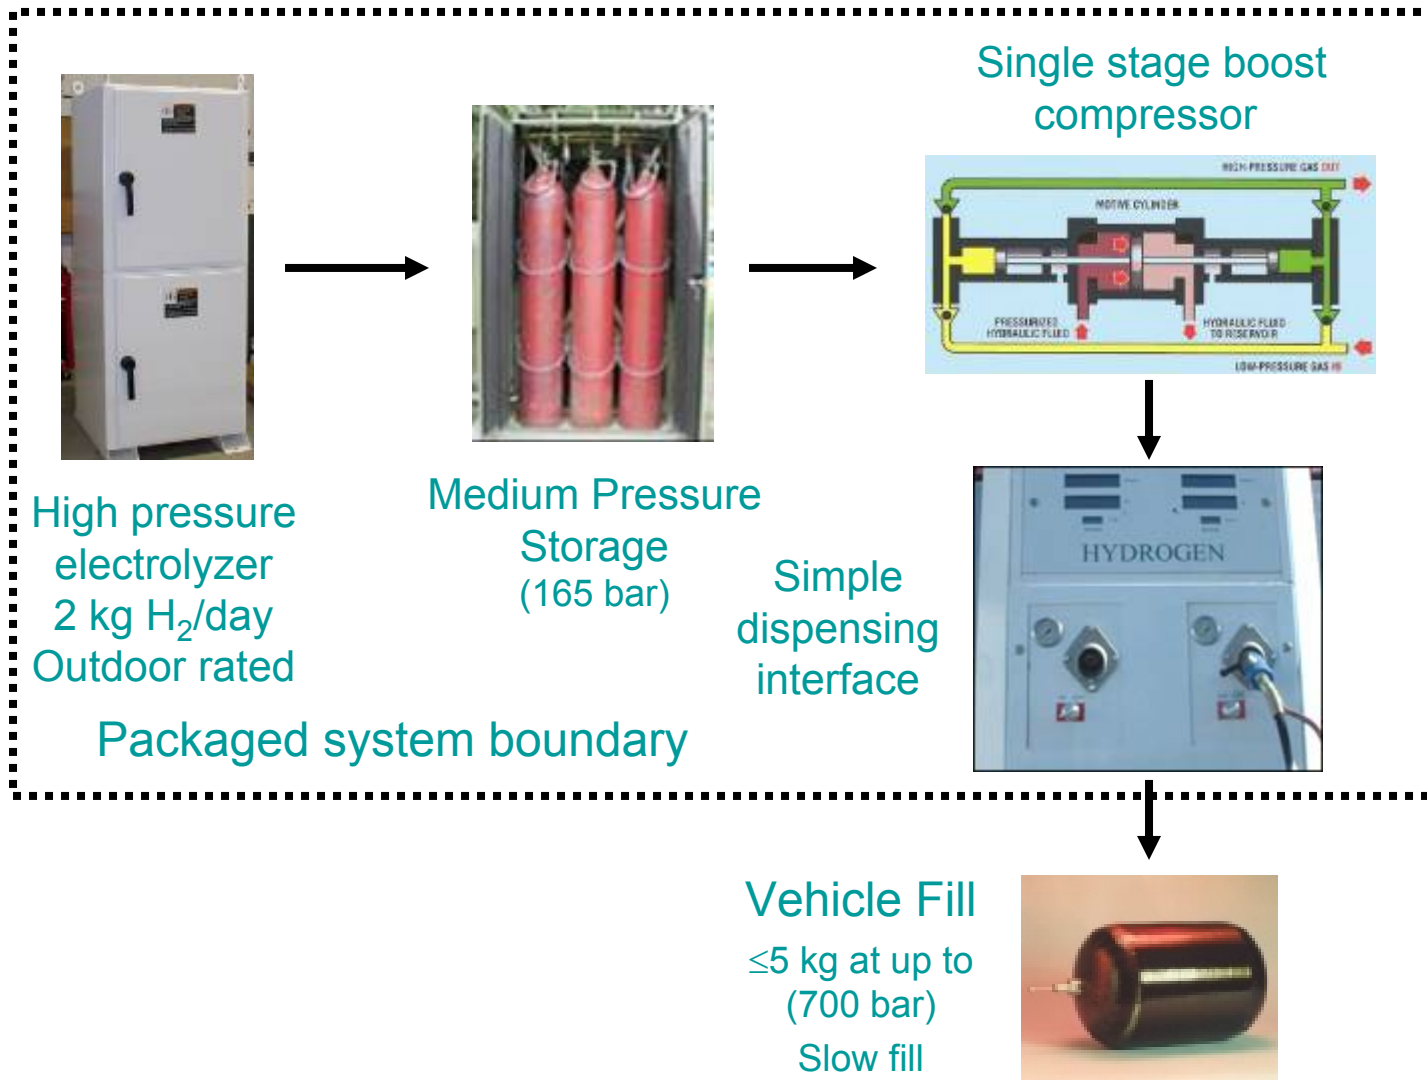 Single stage boost
compressor
HIGH-PRESSURE GAS OUT
MOTIVE CYLINDER
PRESSURIZED
HYDRAULIC FLUID
HYDRAULIC FLUID
TO RESERVOIR
LOW-PRESSURE GAS IN
High pressure
electrolyzer
2 kg H₂/day
Outdoor rated
Medium Pressure
Storage
(165 bar)
Simple
dispensing
interface
HYDROGEN
Packaged system boundary
Vehicle Fill
≤5 kg at up to
(700 bar)
Slow fill